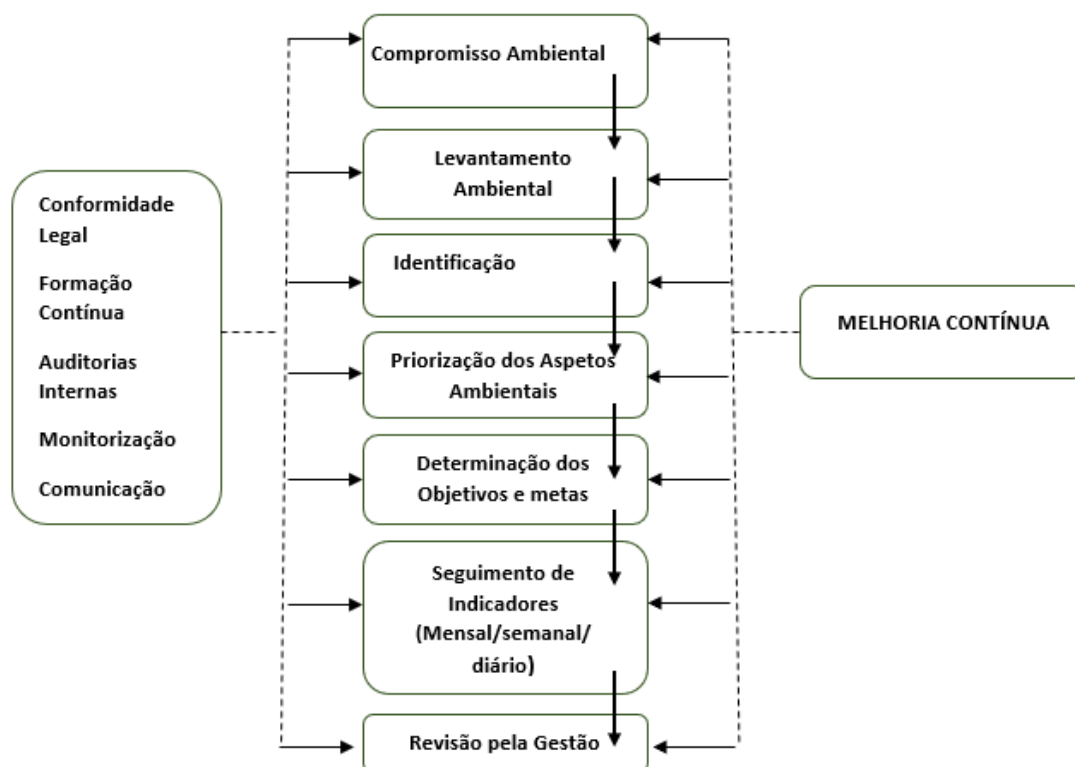 Compromisso Ambiental
Levantamento
Ambiental
Identificação
Priorização dos Aspetos
Ambientais
Determinação dos
Objetivos e metas
Seguimento de
Indicadores
(Mensal/semanal/
diário)
Revisão pela Gestão
Conformidade
Legal
Formação
Contínua
Auditorias
Internas
Monitorização
Comunicação
MELHORIA CONTÍNUA